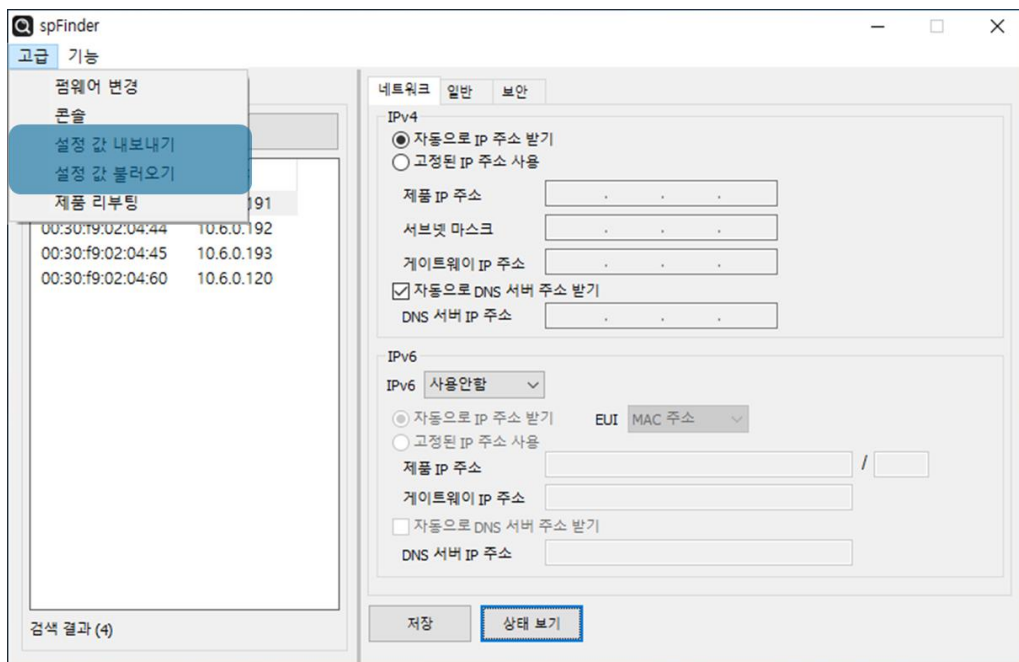 spFinder
고급 기능
펌웨어 변경
콘솔
설정 값 내보내기
설정 값 불러오기
제품 리부팅
191
00:30:f9:02:04:44 10.6.0.192
00:30:f9:02:04:45 10.6.0.193
00:30:f9:02:04:60 10.6.0.120
검색 결과 (4)
네트워크 일반 보안
IPv4
자동으로 IP 주소 받기
고정된 IP 주소 사용
제품 IP 주소
서브넷 마스크
게이트웨이 IP 주소
자동으로 DNS 서버 주소 받기
DNS 서버 IP 주소
IPv6
IPv6 사용안함
자동으로 IP 주소 받기 EUI MAC 주소
고정된 IP 주소 사용
제품 IP 주소 /
게이트웨이 IP 주소
자동으로 DNS 서버 주소 받기
DNS 서버 IP 주소
저장 상태 보기